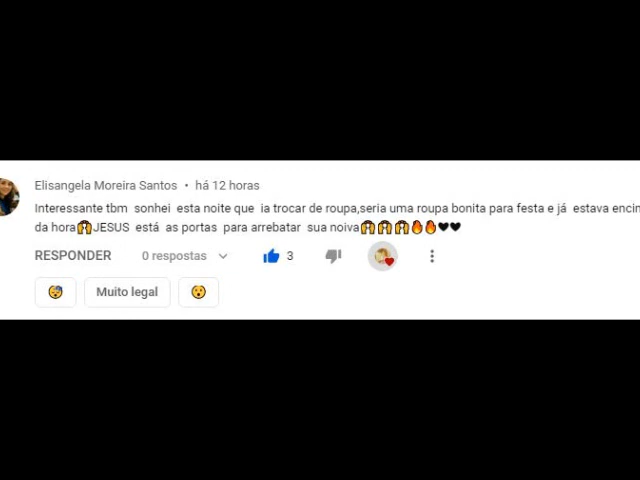 Elisangela Moreira Santos • há 12 horas
Interessante tbm sonhei esta noite que ia trocar de roupa,seria uma roupa bonita para festa e já estava
da hora🙌JESUS está as portas para arrebatar sua noiva🙌🙌🙌🔥🔥🖤🖤
RESPONDER 0 respostas 3
😴 Muito legal 😯